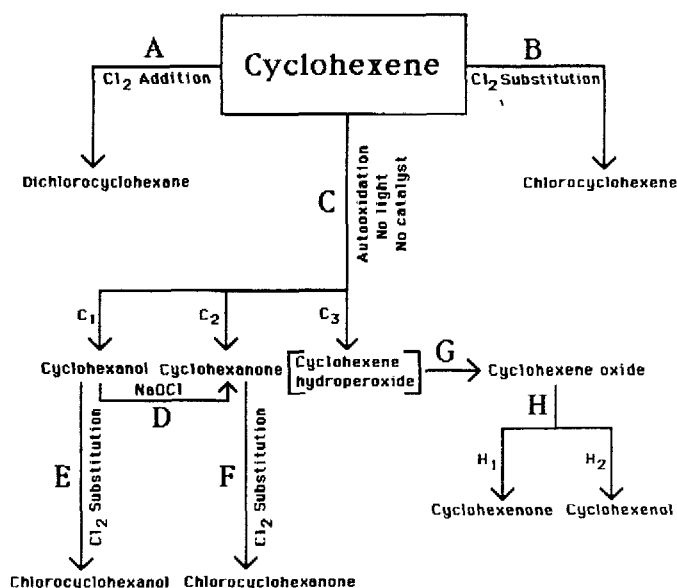 A
Cyclohexene
B
Cl2 Addition
Cl2 Substitution
Dichlorocyclohexane
Chlorocyclohexene
C
Autooxidation
No light
No catalyst
C1
C2
C3
Cyclohexanol
Cyclohexanone
[Cyclohexene
hydroperoxide]
G
Cyclohexene oxide
NaOCl
D
H
E
Cl2 Substitution
F
Cl2 Substitution
H1
H2
Cyclohexenone
Cyclohexenol
Chlorocyclohexanol
Chlorocyclohexanone